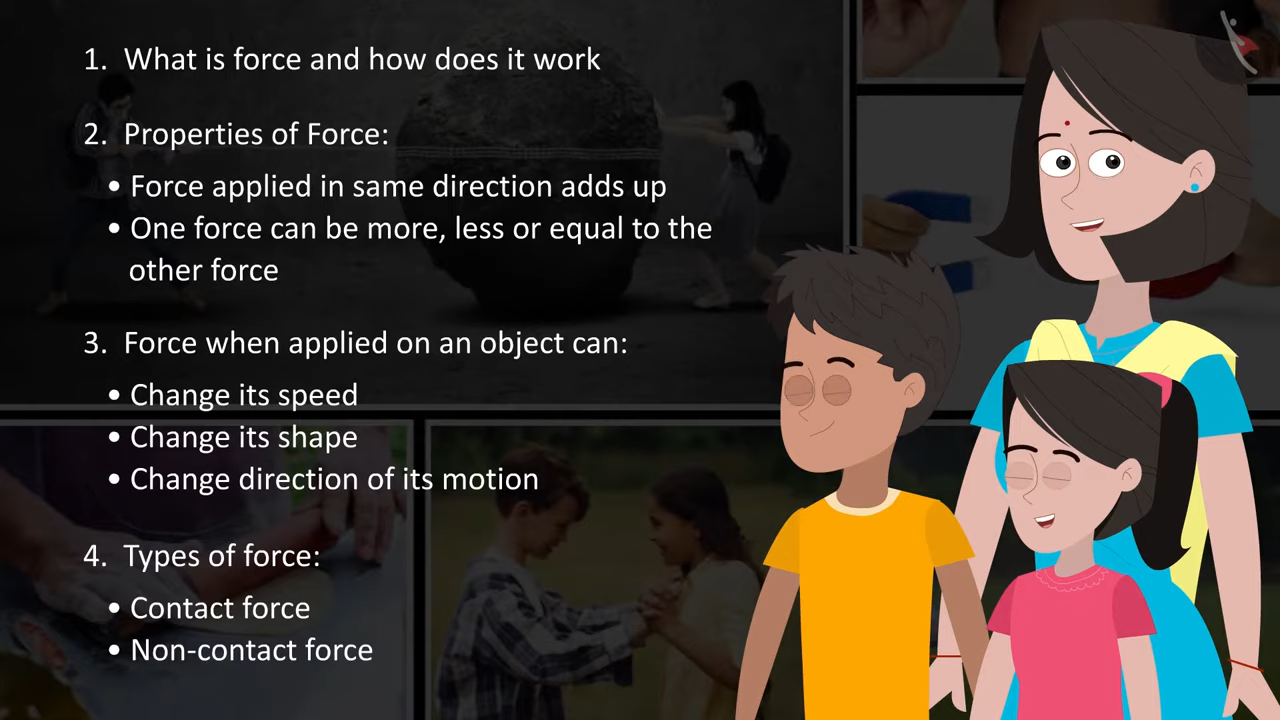 1. What is force and how does it work
2. Properties of Force:
• Force applied in same direction adds up
• One force can be more, less or equal to the
other force
3. Force when applied on an object can:
• Change its speed
• Change its shape
• Change direction of its motion
4. Types of force:
• Contact force
• Non-contact force